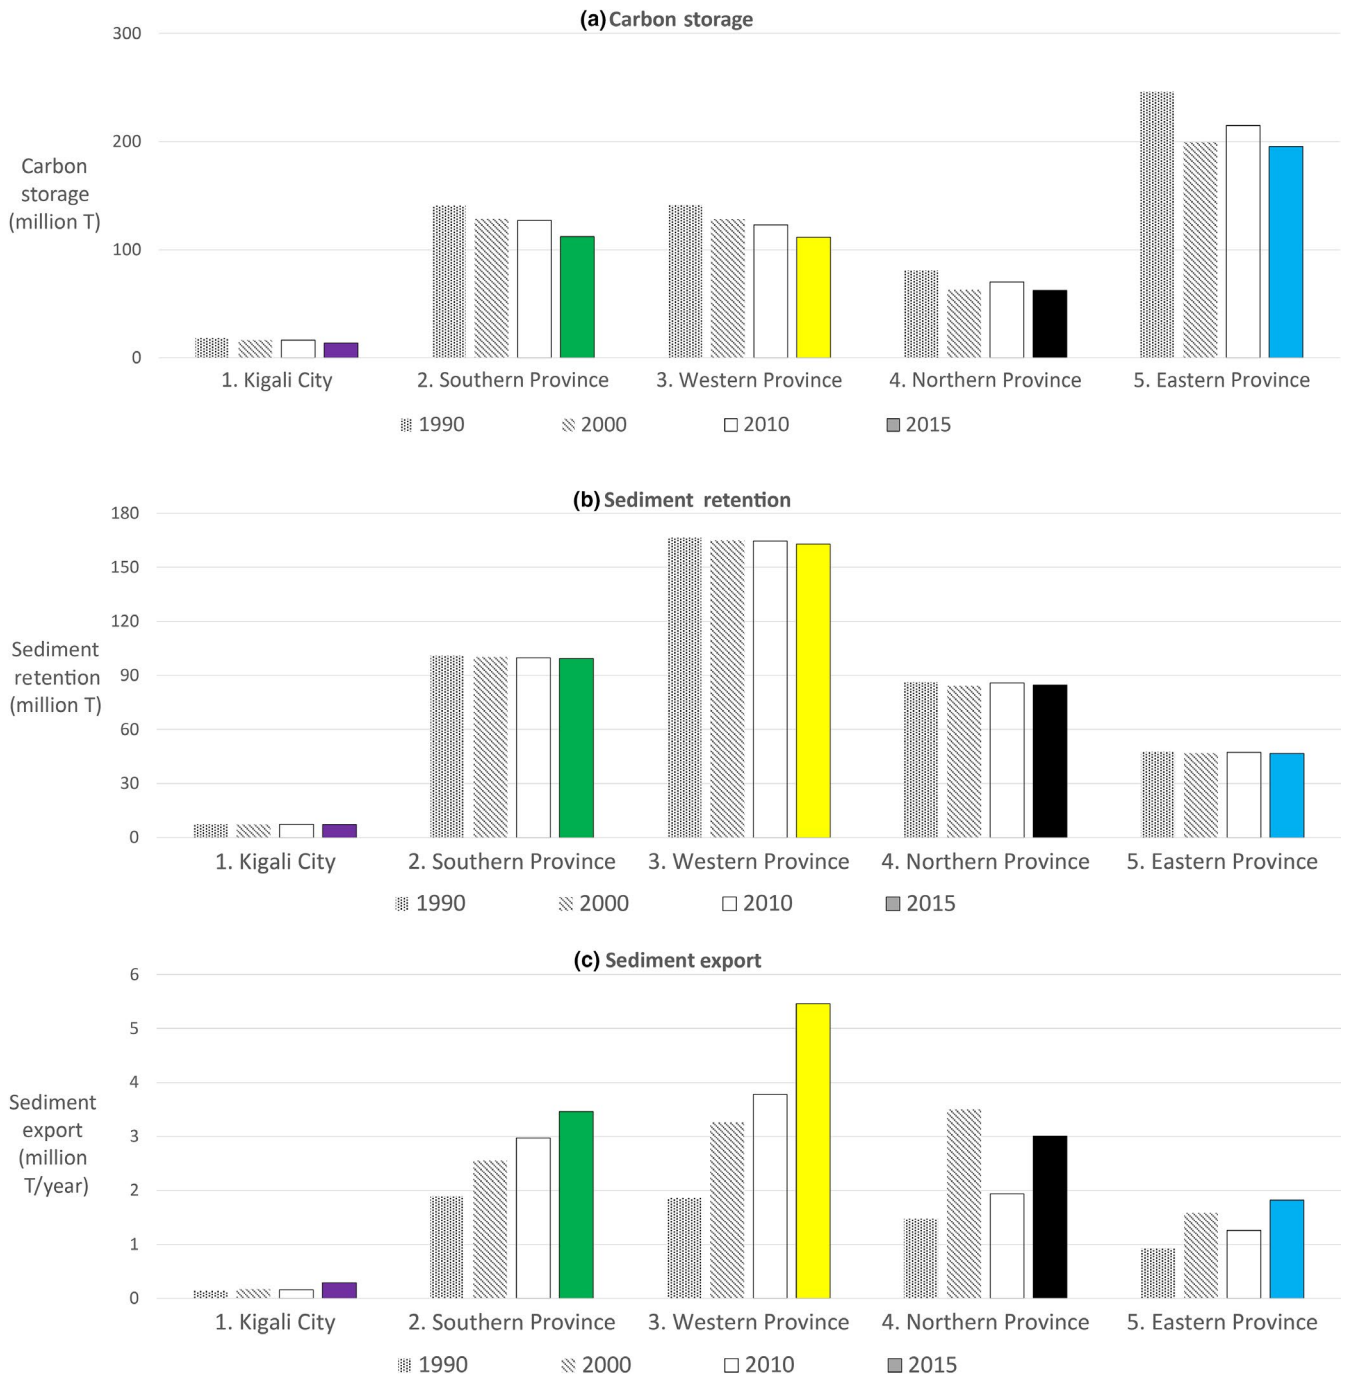 (a) Carbon storage
300
200
100
0
Carbon
storage
(million T)
1. Kigali City 2. Southern Province 3. Western Province 4. Northern Province 5. Eastern Province
1990 2000 2010 2015
(b) Sediment retention
180
150
120
90
60
30
0
Sediment
retention
(million T)
1. Kigali City 2. Southern Province 3. Western Province 4. Northern Province 5. Eastern Province
1990 2000 2010 2015
(c) Sediment export
6
5
4
3
2
1
0
Sediment
export
(million
T/year)
1. Kigali City 2. Southern Province 3. Western Province 4. Northern Province 5. Eastern Province
1990 2000 2010 2015